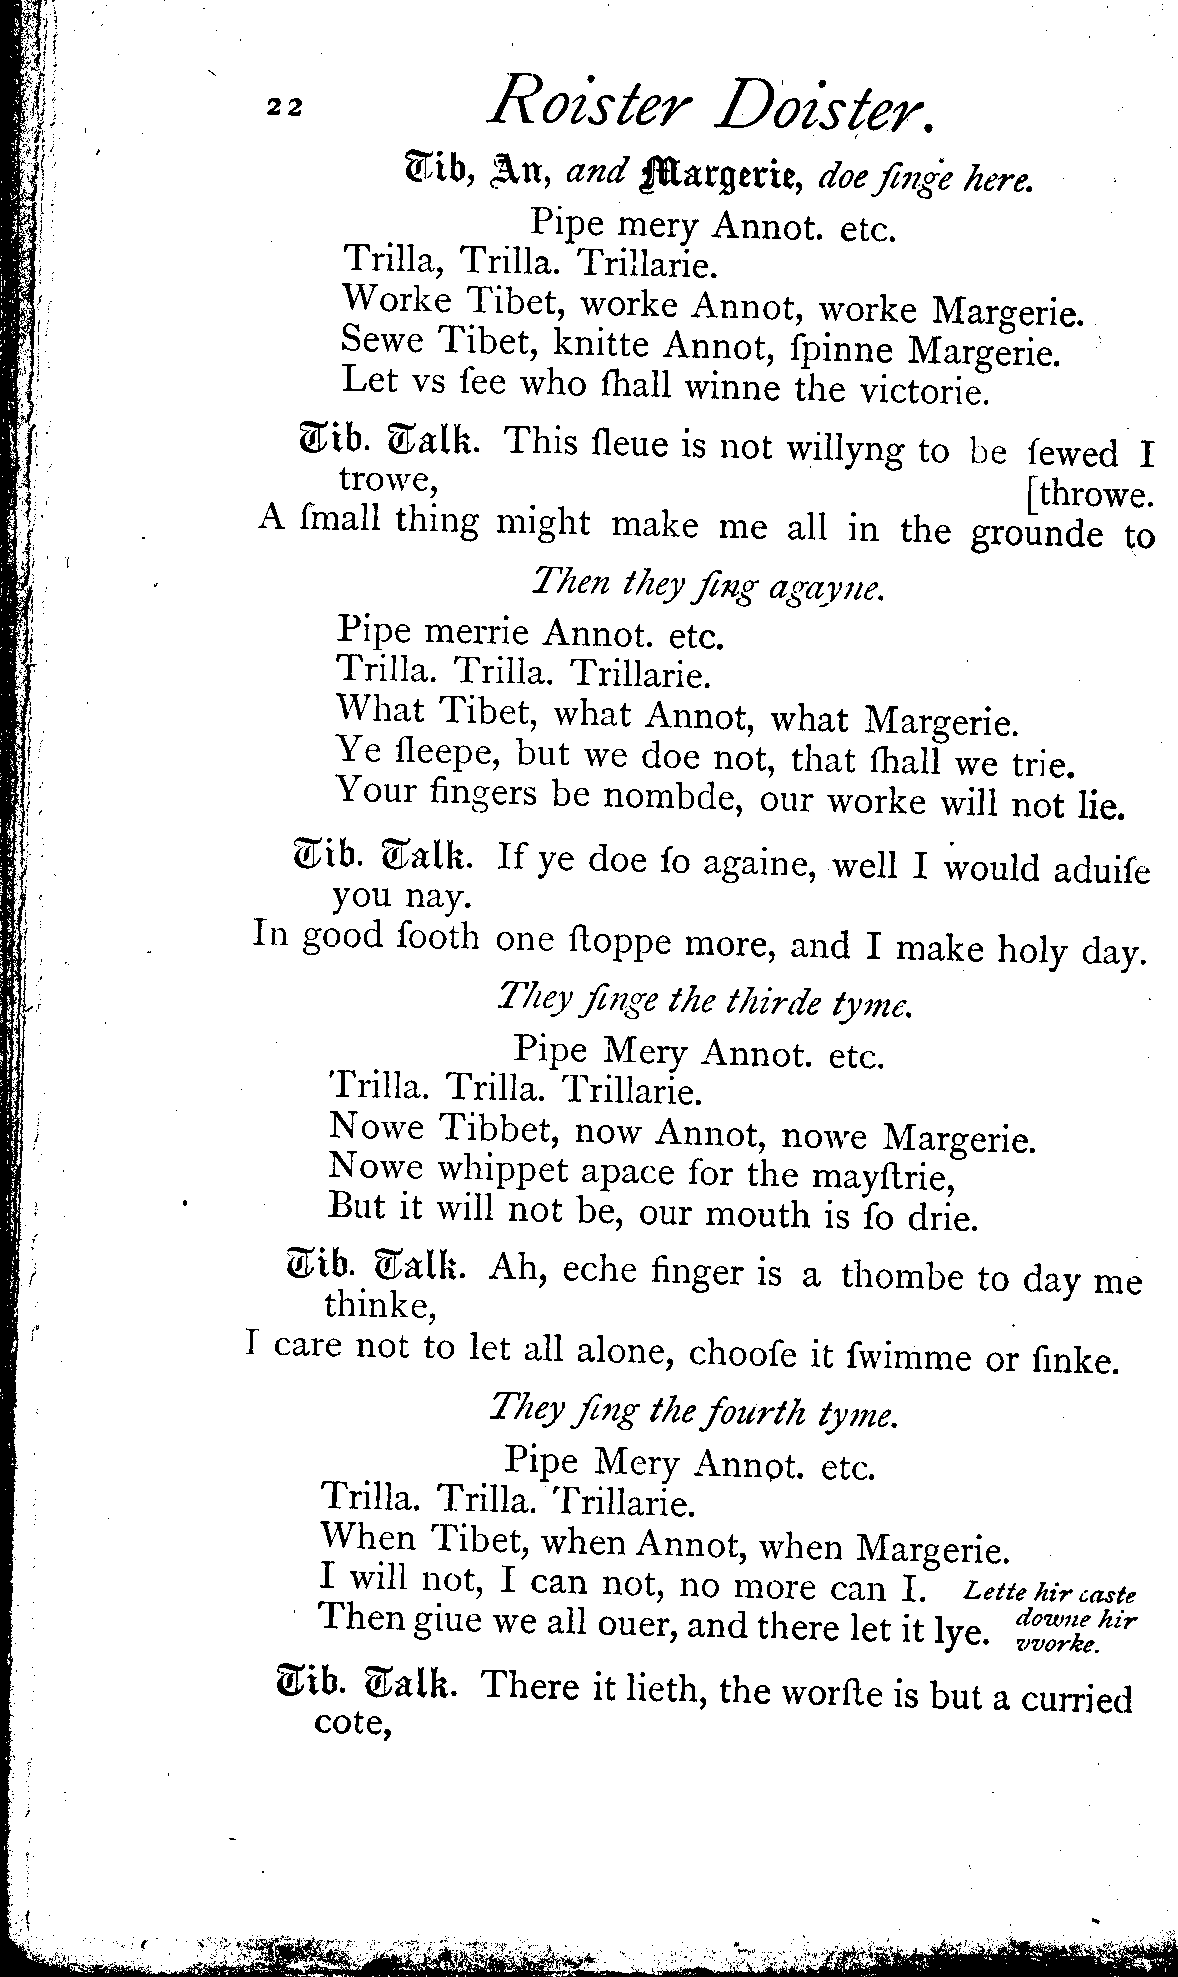 22 Roister Doister.
Tib, An, and Margerie, doe ſinge here.
Pipe mery Annot. etc.
Trilla, Trilla. Trillarie.
Worke Tibet, worke Annot, worke Margerie.
Sewe Tibet, knitte Annot, ſpinne Margerie.
Let vs ſee who ſhall winne the victorie.
Tib. Talk. This ſleue is not willyng to be ſewed I
trowe, [throwe.
A ſmall thing might make me all in the grounde to
Then they ſing agayne.
Pipe merrie Annot. etc.
Trilla. Trilla. Trillarie.
What Tibet, what Annot, what Margerie.
Ye ſleepe, but we doe not, that ſhall we trie.
Your fingers be nombde, our worke will not lie.
Tib. Talk. If ye doe ſo againe, well I would aduiſe
you nay.
In good ſooth one ſtoppe more, and I make holy day.
They ſinge the thirde tyme.
Pipe Mery Annot. etc.
Trilla. Trilla. Trillarie.
Nowe Tibbet, now Annot, nowe Margerie.
Nowe whippet apace for the mayſtrie,
But it will not be, our mouth is ſo drie.
Tib. Talk. Ah, eche finger is a thombe to day me
thinke,
I care not to let all alone, chooſe it ſwimme or ſinke.
They ſing the fourth tyme.
Pipe Mery Annot. etc.
Trilla. Trilla. Trillarie.
When Tibet, when Annot, when Margerie.
I will not, I can not, no more can I. Lette hir caste
Then giue we all ouer, and there let it lye. downe hir
vvorke.
Tib. Talk. There it lieth, the worſte is but a curried
cote,